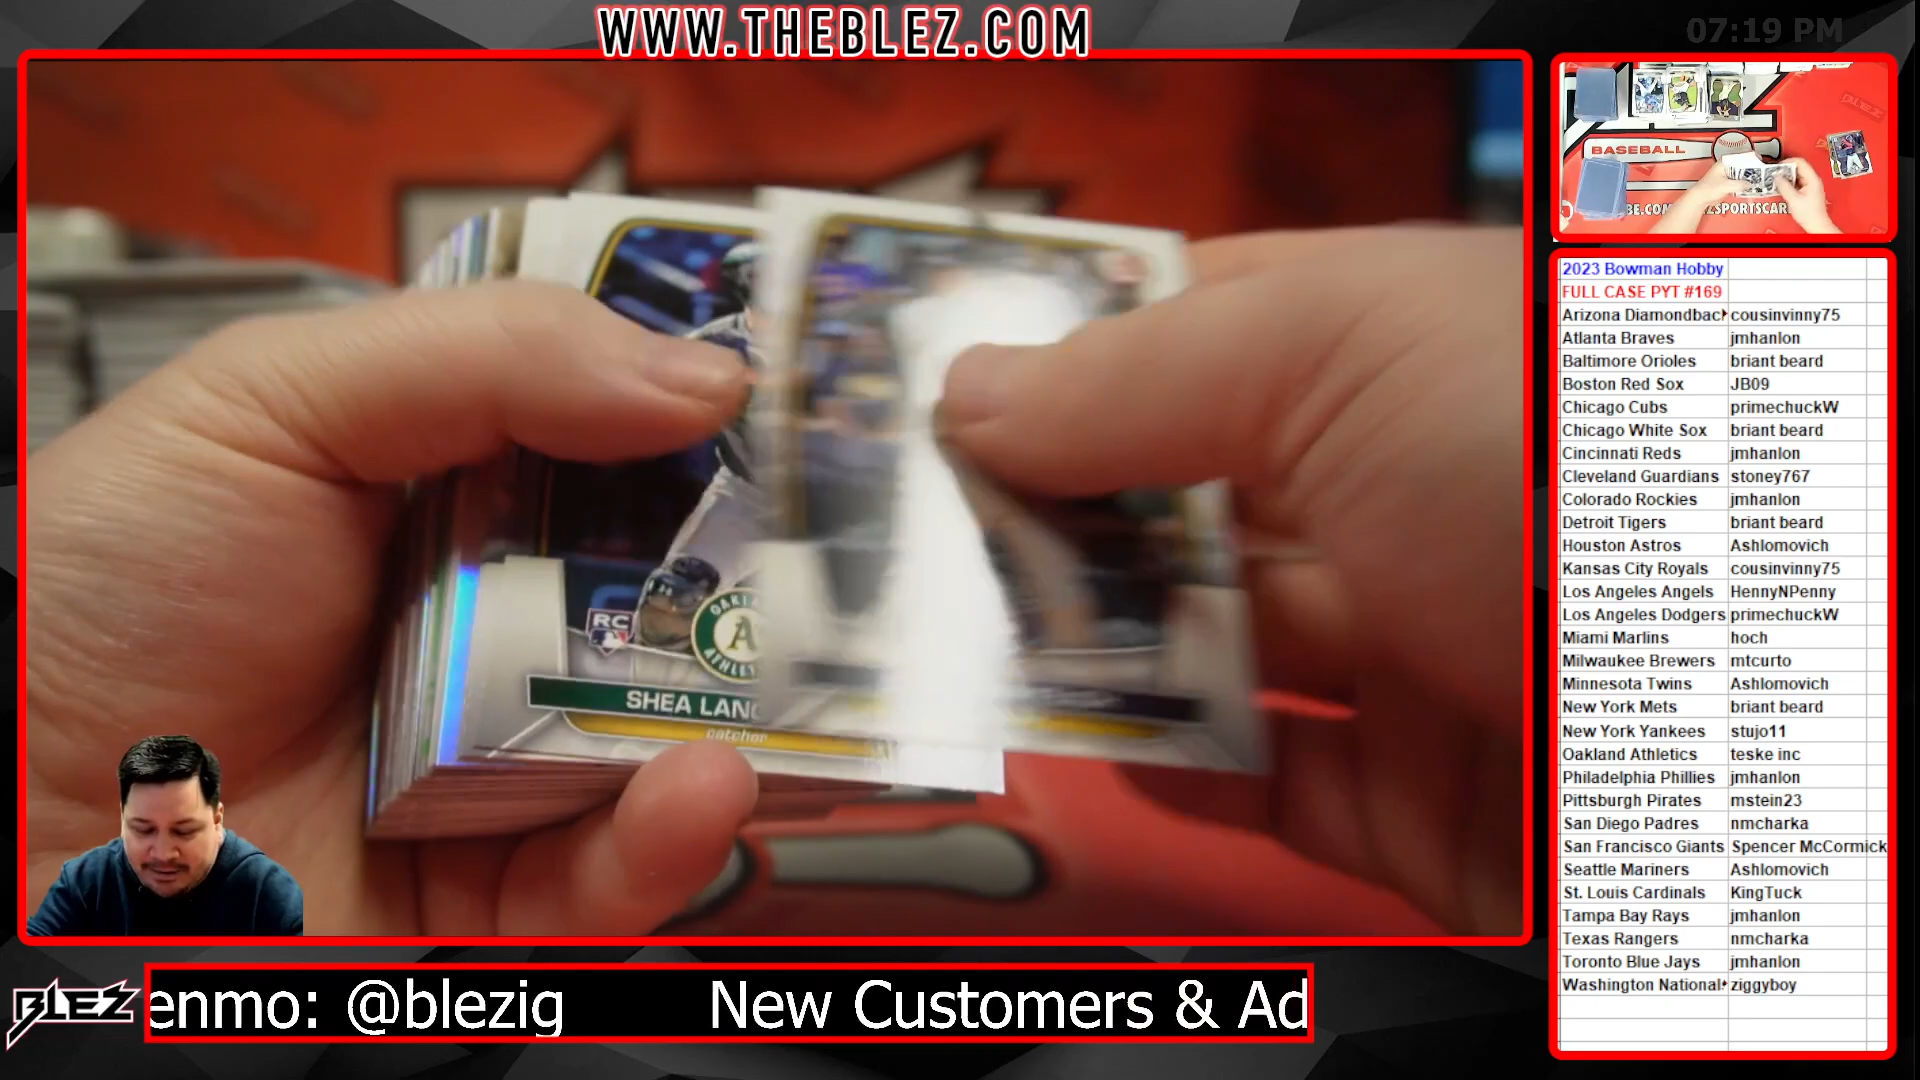 WWW.THEBLEZ.COM
07:19 PM
BASEBALL
2023 Bowman Hobby
FULL CASE PYT #169
Arizona Diamondbac cousinvinny75
Atlanta Braves jmhanlon
Baltimore Orioles briant beard
Boston Red Sox JB09
Chicago Cubs primechuckW
Chicago White Sox briant beard
Cincinnati Reds jmhanlon
Cleveland Guardians stoney767
Colorado Rockies jmhanlon
Detroit Tigers briant beard
Houston Astros Ashlomovich
Kansas City Royals cousinvinny75
Los Angeles Angels HennyNPenny
Los Angeles Dodgers primechuckW
Miami Marlins hoch
Milwaukee Brewers mtcurto
Minnesota Twins Ashlomovich
New York Mets briant beard
New York Yankees stujo11
Oakland Athletics teske inc
Philadelphia Phillies jmhanlon
Pittsburgh Pirates mstein23
San Diego Padres nmcharka
San Francisco Giants Spencer McCormick
Seattle Mariners Ashlomovich
St. Louis Cardinals KingTuck
Tampa Bay Rays jmhanlon
Texas Rangers nmcharka
Toronto Blue Jays jmhanlon
Washington National ziggyboy
RC
A
SHEA LANG
catcher
BLEZ
enmo: @blezig New Customers & Ad